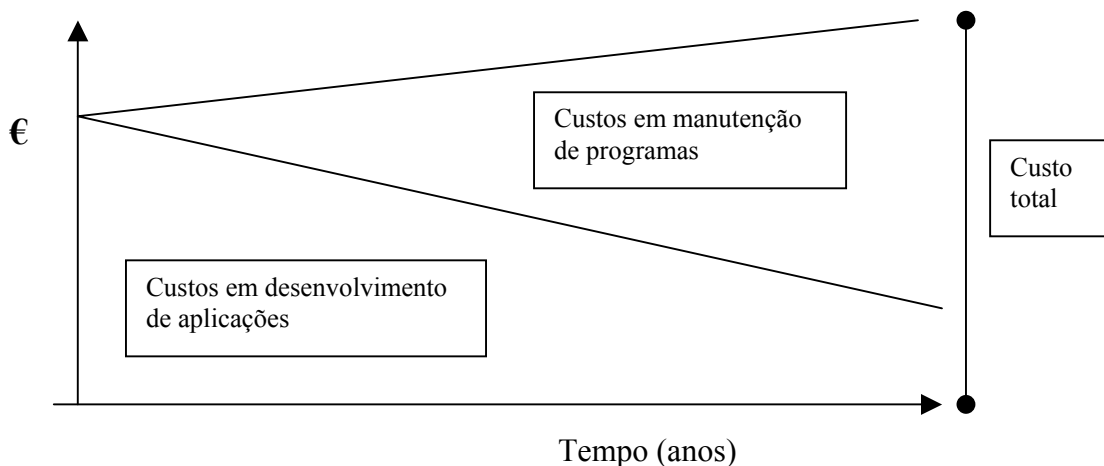 €
Custos em manutenção
de programas
Custo
total
Custos em desenvolvimento
de aplicações
Tempo (anos)